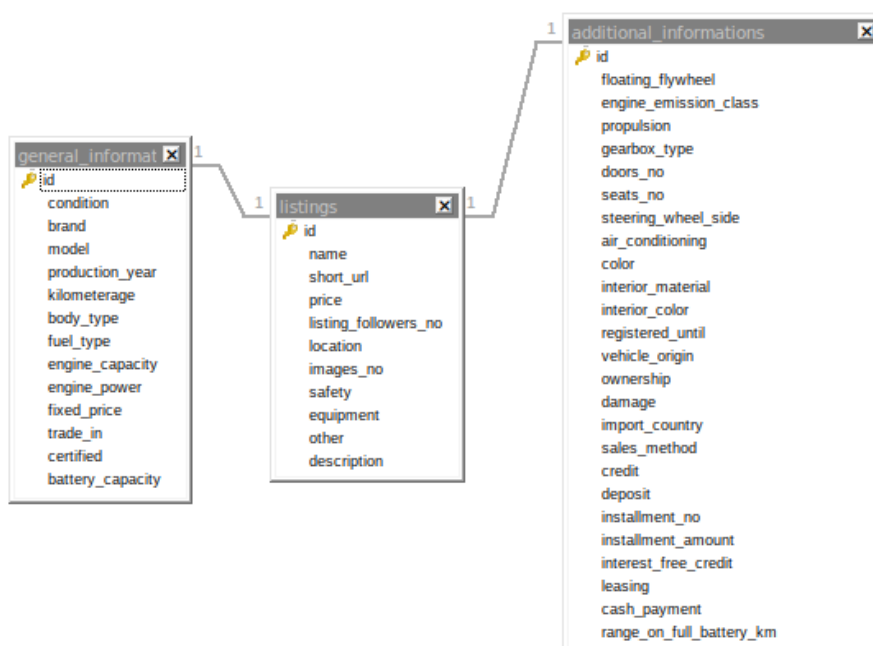 general_informat
id
condition
brand
model
production_year
kilometerage
body_type
fuel_type
engine_capacity
engine_power
fixed_price
trade_in
certified
battery_capacity
1
1
listings
id
name
short_url
price
listing_followers_no
location
images_no
safety
equipment
other
description
1
1
additional_informations
id
floating_flywheel
engine_emission_class
propulsion
gearbox_type
doors_no
seats_no
steering_wheel_side
air_conditioning
color
interior_material
interior_color
registered_until
vehicle_origin
ownership
damage
import_country
sales_method
credit
deposit
installment_no
installment_amount
interest_free_credit
leasing
cash_payment
range_on_full_battery_km